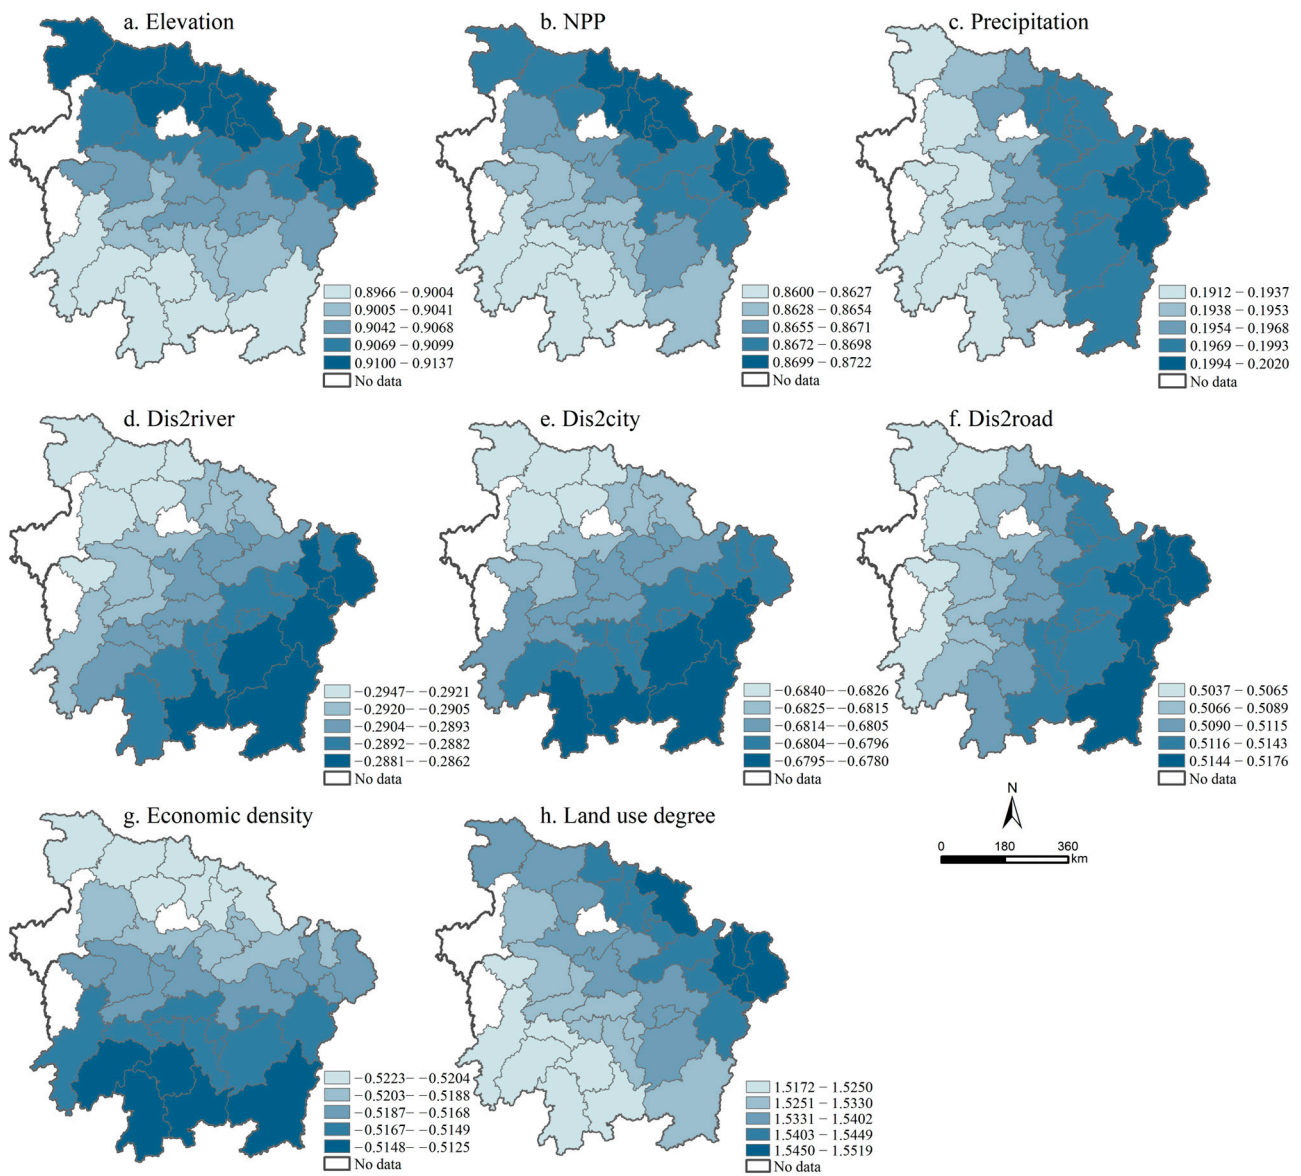 a. Elevation
0.8966 – 0.9004
0.9005 – 0.9041
0.9042 – 0.9068
0.9069 – 0.9099
0.9100 – 0.9137
No data
b. NPP
0.8600 – 0.8627
0.8628 – 0.8654
0.8655 – 0.8671
0.8672 – 0.8698
0.8699 – 0.8722
No data
c. Precipitation
0.1912 – 0.1937
0.1938 – 0.1953
0.1954 – 0.1968
0.1969 – 0.1993
0.1994 – 0.2020
No data
d. Dis2river
−0.2947– −0.2921
−0.2920 – −0.2905
−0.2904 – −0.2893
−0.2892 – −0.2882
−0.2881 – −0.2862
No data
e. Dis2city
−0.6840 – −0.6826
−0.6825 – −0.6815
−0.6814 – −0.6805
−0.6804 – −0.6796
−0.6795 – −0.6780
No data
f. Dis2road
0.5037 – 0.5065
0.5066 – 0.5089
0.5090 – 0.5115
0.5116 – 0.5143
0.5144 – 0.5176
No data
g. Economic density
−0.5223 – −0.5204
−0.5203 – −0.5188
−0.5187 – −0.5168
−0.5167 – −0.5149
−0.5148 – −0.5125
No data
h. Land use degree
1.5172 – 1.5250
1.5251 – 1.5330
1.5331 – 1.5402
1.5403 – 1.5449
1.5450 – 1.5519
No data
N
0 180 360
km